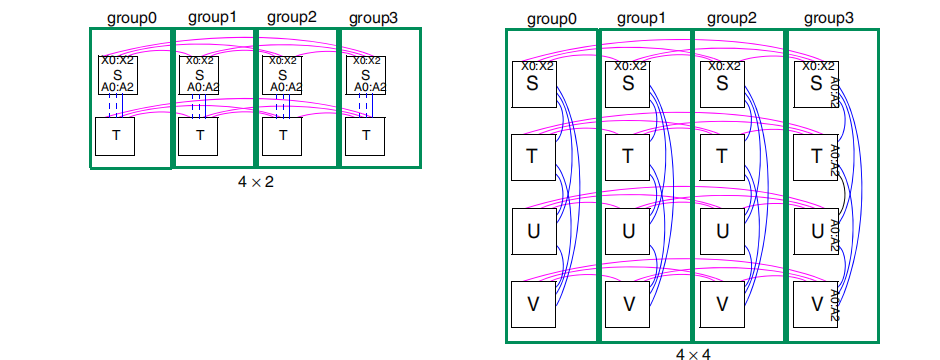 group0 group1 group2 group3
X0:X2 X0:X2 X0:X2 X0:X2
S S S S
A0:A2 A0:A2 A0:A2 A0:A2
T T T T
4 × 2
group0 group1 group2 group3
X0:X2 X0:X2 X0:X2 X0:X2
S S S S A0:A2
T T T T A0:A2
U U U U A0:A2
V V V V A0:A2
4 × 4